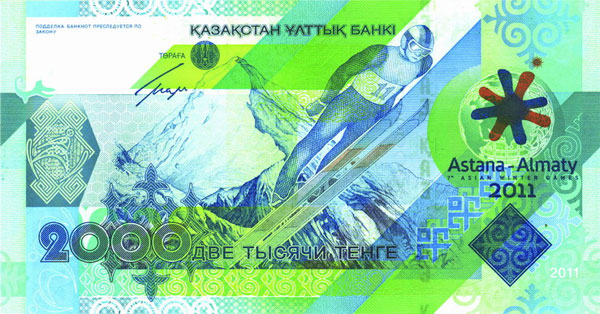 ПОДДЕЛКА БАНКНОТ ПРЕСЛЕДУЕТСЯ ПО
ЗАКОНУ
ҚАЗАҚСТАН ҰЛТТЫҚ БАНКІ
ТӨРАҒА
Astana-Almaty
7th ASIAN WINTER GAMES
2011
2000 ДВЕ ТЫСЯЧИ ТЕНГЕ
2011